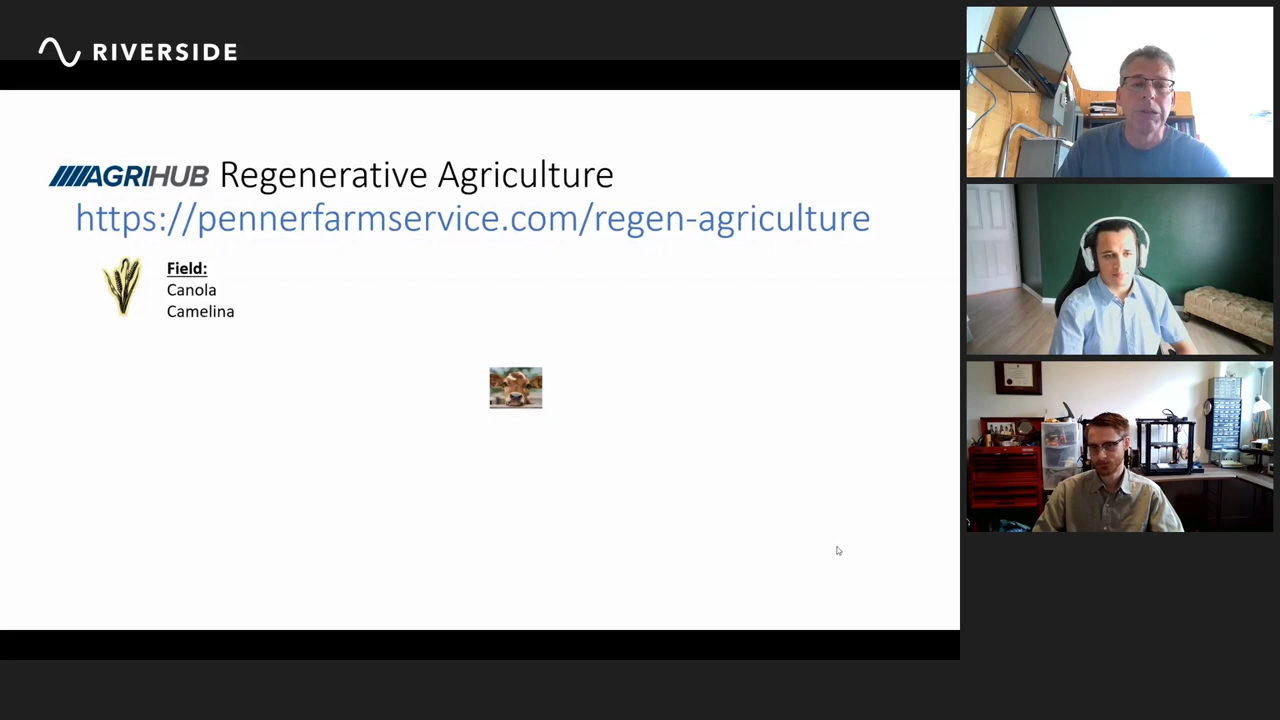 RIVERSIDE
AGRIHUB Regenerative Agriculture
https://pennerfarmservice.com/regen-agriculture
Field:
Canola
Camelina